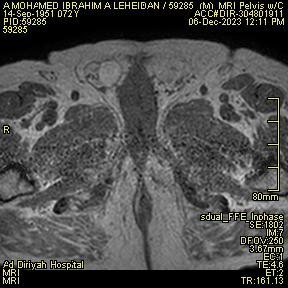 A MOHAMED IBRAHIM A LEHEIDAN / 59285 (M) MRI Pelvis w/C
14-Sep-1951 072Y
ACC#DIR-304801911
PID:59285
06-Dec-2023 12:11 PM
59285
R
80mm
sdual_FFE_Inphase
SE:1802
IM:7
DFOV:250
3.67mm
EC:1
Ad Diriyah Hospital
TE:4.6
MRI
ET:2
MRI
TR:161.13